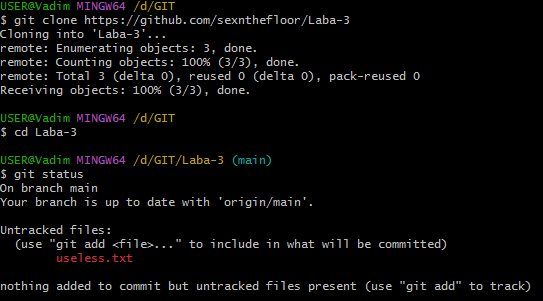 USER@Vadim MINGW64 /d/GIT
$ git clone https://github.com/sexnthefloor/Laba-3
Cloning into 'Laba-3'...
remote: Enumerating objects: 3, done.
remote: Counting objects: 100% (3/3), done.
remote: Total 3 (delta 0), reused 0 (delta 0), pack-reused 0
Receiving objects: 100% (3/3), done.
USER@Vadim MINGW64 /d/GIT
$ cd Laba-3
USER@Vadim MINGW64 /d/GIT/Laba-3 (main)
$ git status
On branch main
Your branch is up to date with 'origin/main'.
Untracked files:
(use "git add <file>..." to include in what will be committed)
useless.txt
nothing added to commit but untracked files present (use "git add" to track)